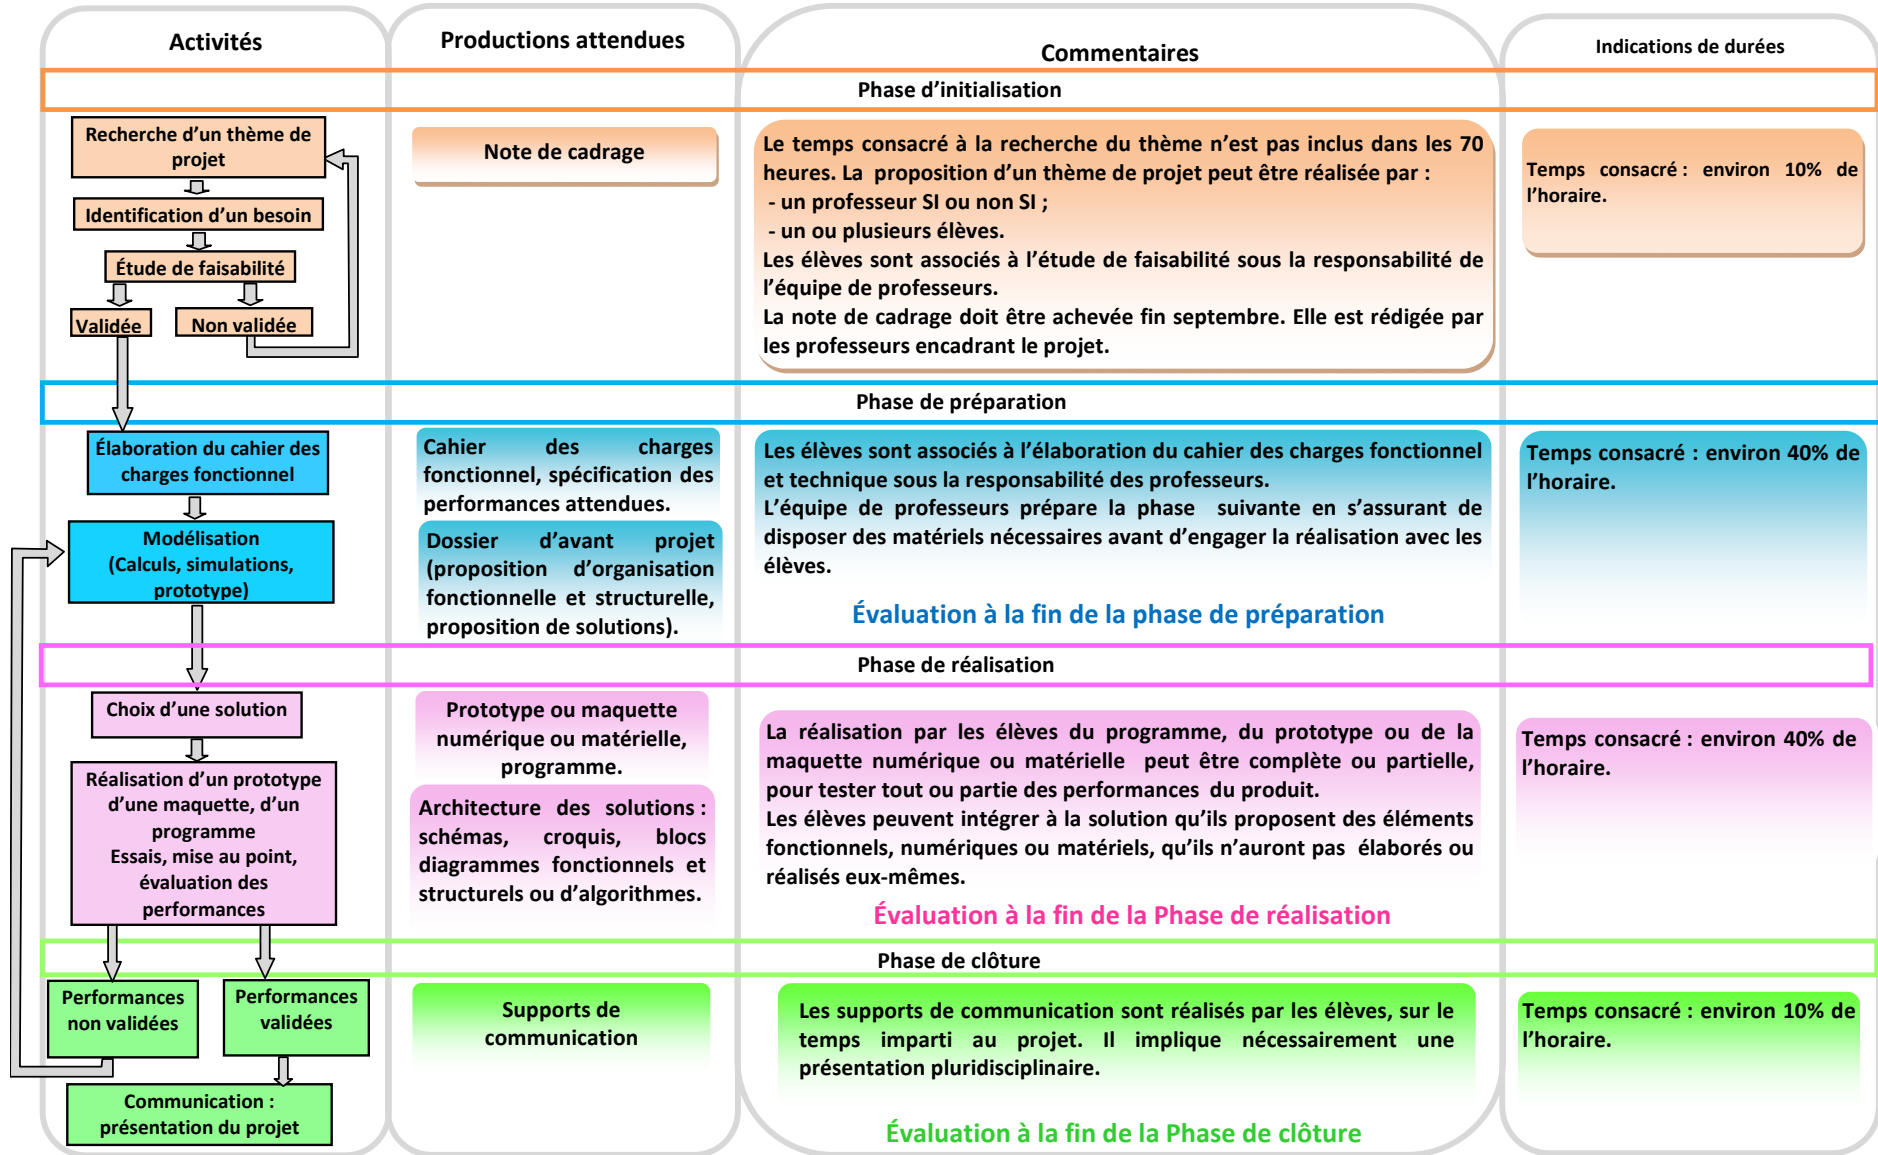 Activités
Productions attendues
Commentaires
Indications de durées
Phase d’initialisation
Recherche d’un thème de
projet
Identification d’un besoin
Étude de faisabilité
Validée
Non validée
Note de cadrage
Le temps consacré à la recherche du thème n’est pas inclus dans les 70
heures. La proposition d’un thème de projet peut être réalisée par :
- un professeur SI ou non SI ;
- un ou plusieurs élèves.
Les élèves sont associés à l’étude de faisabilité sous la responsabilité de
l’équipe de professeurs.
La note de cadrage doit être achevée fin septembre. Elle est rédigée par
les professeurs encadrant le projet.
Temps consacré : environ 10% de
l’horaire.
Phase de préparation
Élaboration du cahier des
charges fonctionnel
Modélisation
(Calculs, simulations,
prototype)
Cahier des charges
fonctionnel, spécification des
performances attendues.
Dossier d’avant projet
(proposition d’organisation
fonctionnelle et structurelle,
proposition de solutions).
Les élèves sont associés à l’élaboration du cahier des charges fonctionnel
et technique sous la responsabilité des professeurs.
L’équipe de professeurs prépare la phase suivante en s’assurant de
disposer des matériels nécessaires avant d’engager la réalisation avec les
élèves.
Évaluation à la fin de la phase de préparation
Temps consacré : environ 40% de
l’horaire.
Phase de réalisation
Choix d’une solution
Réalisation d’un prototype
d’une maquette, d’un
programme
Essais, mise au point,
évaluation des
performances
Prototype ou maquette
numérique ou matérielle,
programme.
Architecture des solutions :
schémas, croquis, blocs
diagrammes fonctionnels et
structurels ou d’algorithmes.
La réalisation par les élèves du programme, du prototype ou de la
maquette numérique ou matérielle peut être complète ou partielle,
pour tester tout ou partie des performances du produit.
Les élèves peuvent intégrer à la solution qu’ils proposent des éléments
fonctionnels, numériques ou matériels, qu’ils n’auront pas élaborés ou
réalisés eux-mêmes.
Évaluation à la fin de la Phase de réalisation
Temps consacré : environ 40% de
l’horaire.
Phase de clôture
Performances
non validées
Performances
validées
Communication :
présentation du projet
Supports de
communication
Les supports de communication sont réalisés par les élèves, sur le
temps imparti au projet. Il implique nécessairement une
présentation pluridisciplinaire.
Évaluation à la fin de la Phase de clôture
Temps consacré : environ 10% de
l’horaire.